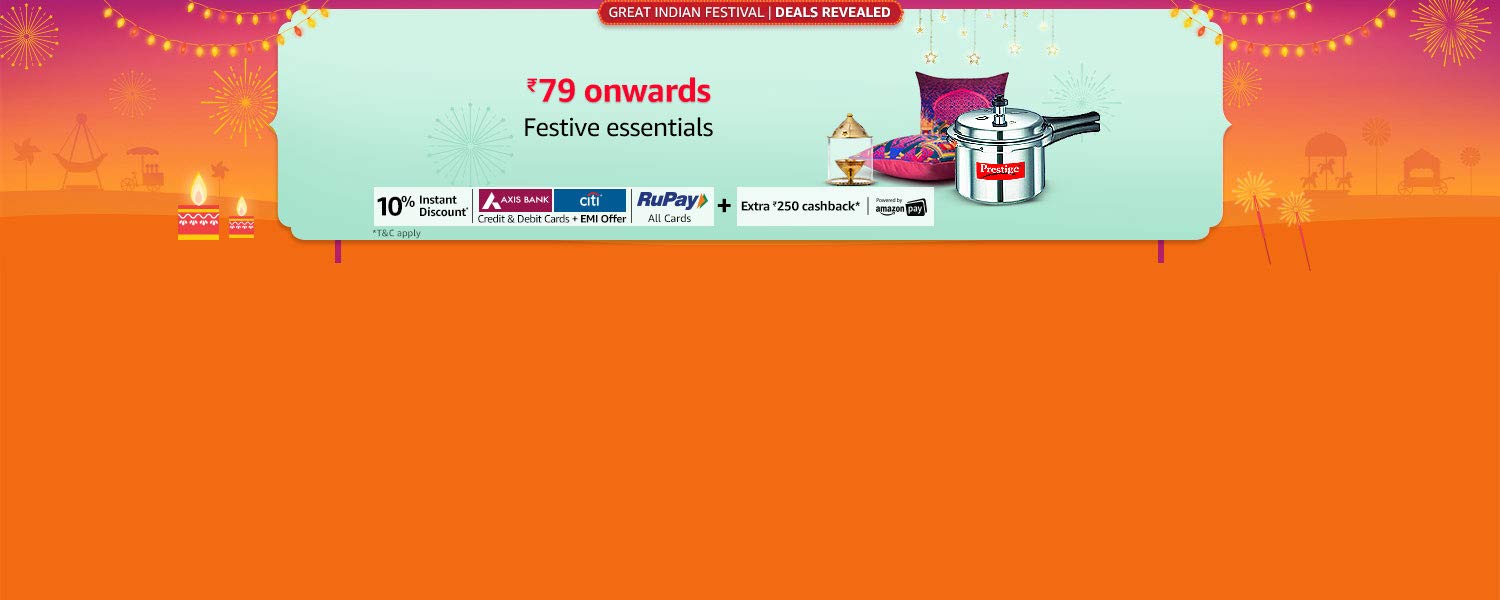 GREAT INDIAN FESTIVAL | DEALS REVEALED
₹79 onwards
Festive essentials
Prestige
10% Instant Discount*
AXIS BANK
citi
Credit & Debit Cards + EMI Offer
RuPay
All Cards
+
Extra ₹250 cashback*
Powered by
amazon pay
*T&C apply